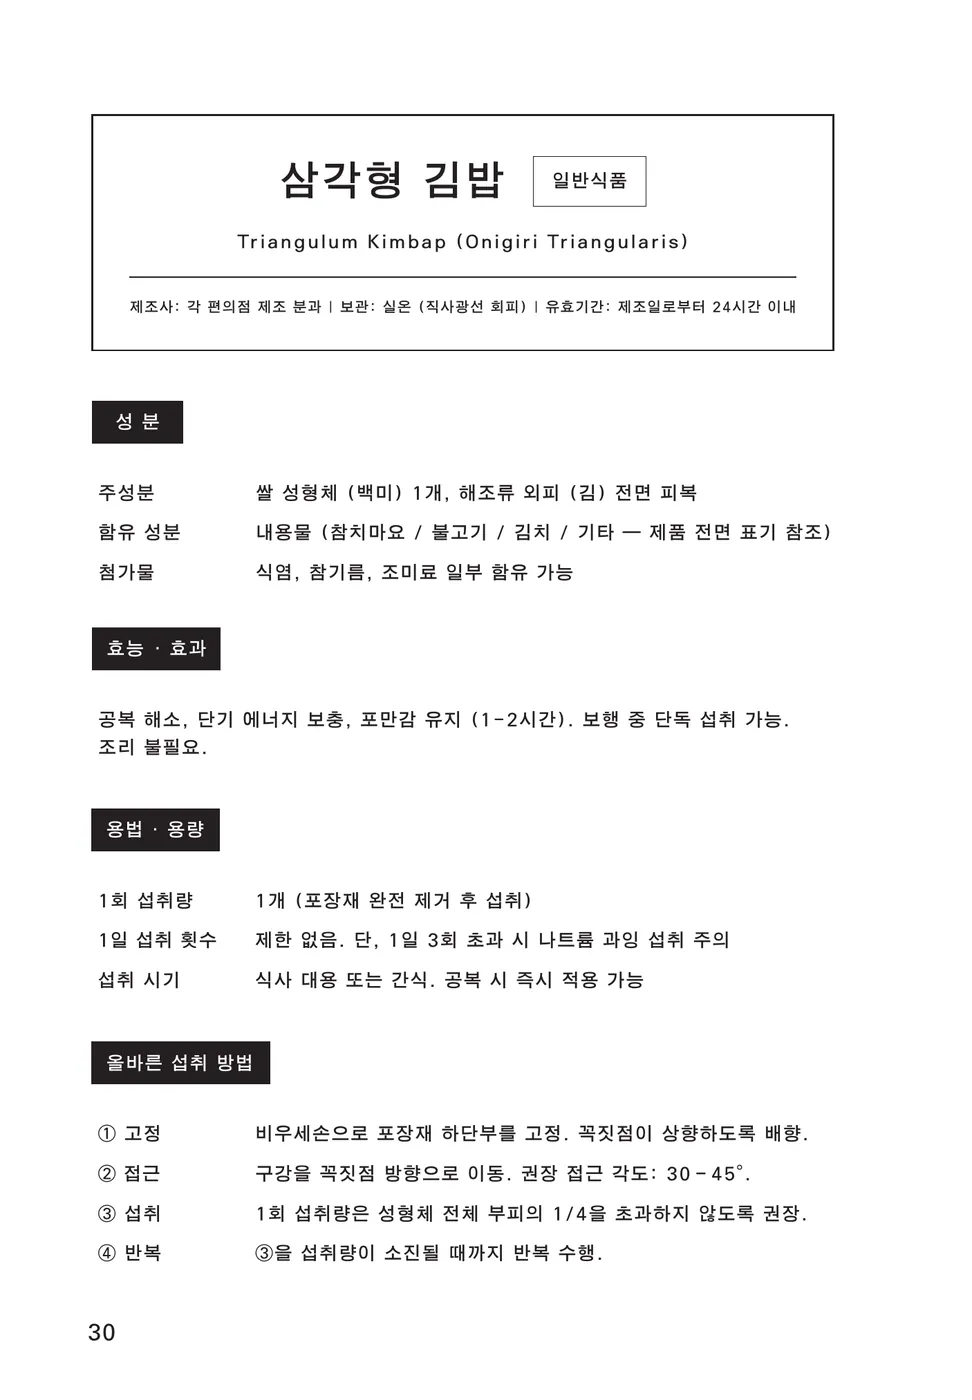 삼각형 김밥 일반식품
Triangulum Kimbap (Onigiri Triangularis)
제조사: 각 편의점 제조 분과 | 보관: 실온 (직사광선 회피) | 유효기간: 제조일로부터 24시간 이내
성 분
주성분 쌀 성형체 (백미) 1개, 해조류 외피 (김) 전면 피복
함유 성분 내용물 (참치마요 / 불고기 / 김치 / 기타 — 제품 전면 표기 참조)
첨가물 식염, 참기름, 조미료 일부 함유 가능
효능 · 효과
공복 해소, 단기 에너지 보충, 포만감 유지 (1-2시간). 보행 중 단독 섭취 가능.
조리 불필요.
용법 · 용량
1회 섭취량 1개 (포장재 완전 제거 후 섭취)
1일 섭취 횟수 제한 없음. 단, 1일 3회 초과 시 나트륨 과잉 섭취 주의
섭취 시기 식사 대용 또는 간식. 공복 시 즉시 적용 가능
올바른 섭취 방법
① 고정 비우세손으로 포장재 하단부를 고정. 꼭짓점이 상향하도록 배향.
② 접근 구강을 꼭짓점 방향으로 이동. 권장 접근 각도: 30 - 45°.
③ 섭취 1회 섭취량은 성형체 전체 부피의 1/4을 초과하지 않도록 권장.
④ 반복 ③을 섭취량이 소진될 때까지 반복 수행.
30